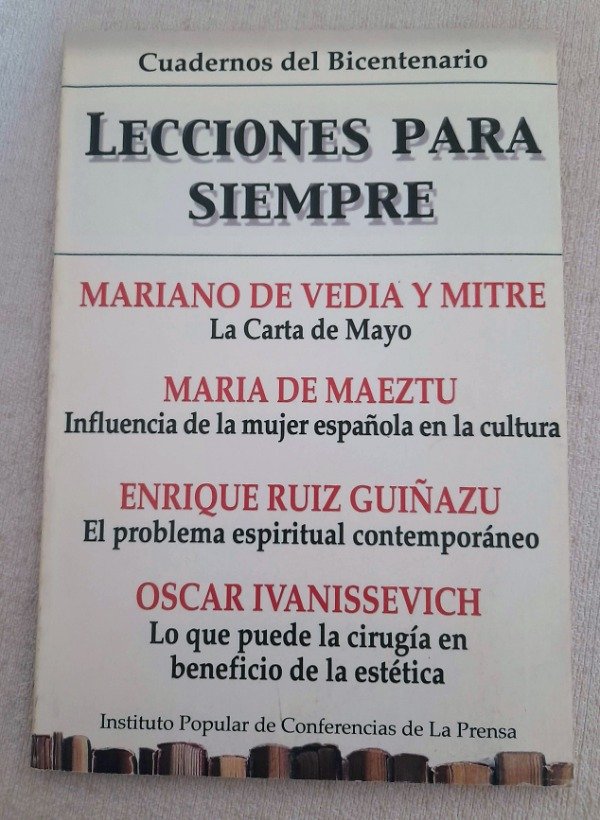 Cuadernos del Bicentenario
LECCIONES PARA
SIEMPRE
MARIANO DE VEDIA Y MITRE
La Carta de Mayo
MARIA DE MAEZTU
Influencia de la mujer española en la cultura
ENRIQUE RUIZ GUIÑAZU
El problema espiritual contemporáneo
OSCAR IVANISSEVICH
Lo que puede la cirugía en
beneficio de la estética
Instituto Popular de Conferencias de La Prensa